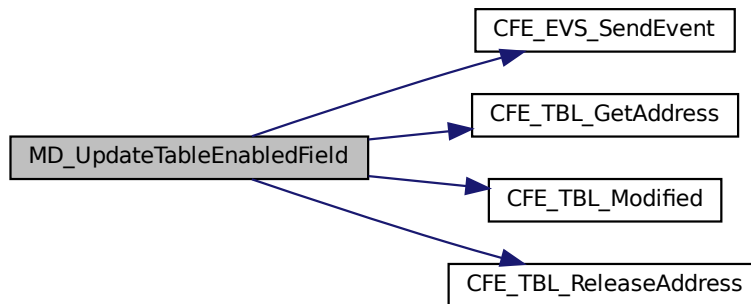 CFE_EVS_SendEvent
CFE_TBL_GetAddress
MD_UpdateTableEnabledField
CFE_TBL_Modified
CFE_TBL_ReleaseAddress